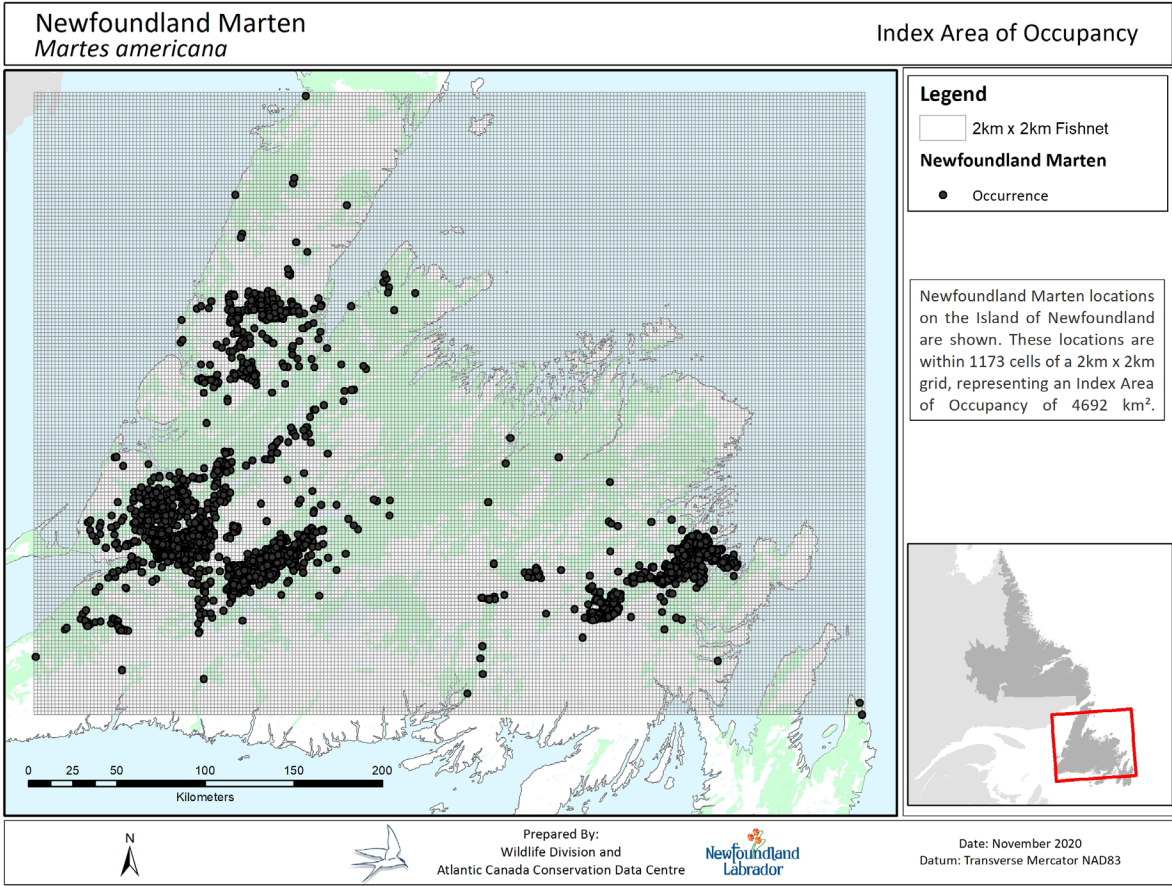 Newfoundland Marten
Martes americana
Index Area of Occupancy
Legend
2km x 2km Fishnet
Newfoundland Marten
Occurrence
Newfoundland Marten locations
on the Island of Newfoundland
are shown. These locations are
within 1173 cells of a 2km x 2km
grid, representing an Index Area
of Occupancy of 4692 km².
0 25 50 100 150 200
Kilometers
N
Prepared By:
Wildlife Division and
Atlantic Canada Conservation Data Centre
Newfoundland
Labrador
Date: November 2020
Datum: Transverse Mercator NAD83